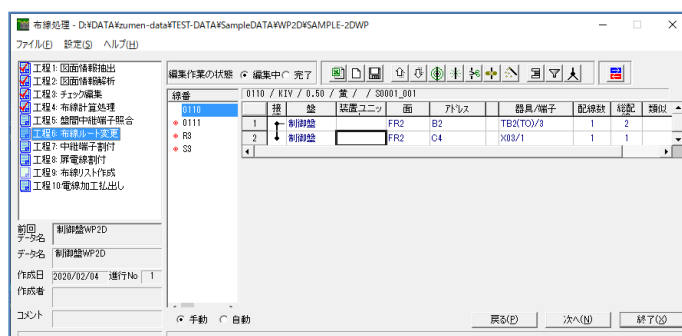 布線処理 - D:¥DATA¥zumen-data¥TEST-DATA¥SampleDATA¥WP2D¥SAMPLE-2DWP
ファイル(F) 設定(S) ヘルプ(H)
工程1:図面情報抽出
工程2:図面情報解析
工程3:チェック編集
工程4:布線計算処理
工程5:盤間中継端子照合
工程6:布線ルート変更
工程7:中継端子割付
工程8:扉電線割付
工程9:布線リスト作成
工程10:電線加工払出し
前回データ名 制御盤WP2D
データ名 制御盤WP2D
作成日 2020/02/04 進行No 1
作成者
コメント
編集作業の状態 編集中 完了
線番
0110
0111
R3
S3
0110 / KIV / 0.50 / 黄 / / S0001_001
接 盤 装置ユニッ 面 アドレス 器具/端子 配線数 総配 類似
1 制御盤 FR2 B2 TB2(TO)/3 1 2
2 制御盤 FR2 C4 X03/1 1 1
手動 自動
戻る(P) 次へ(N) 終了(X)